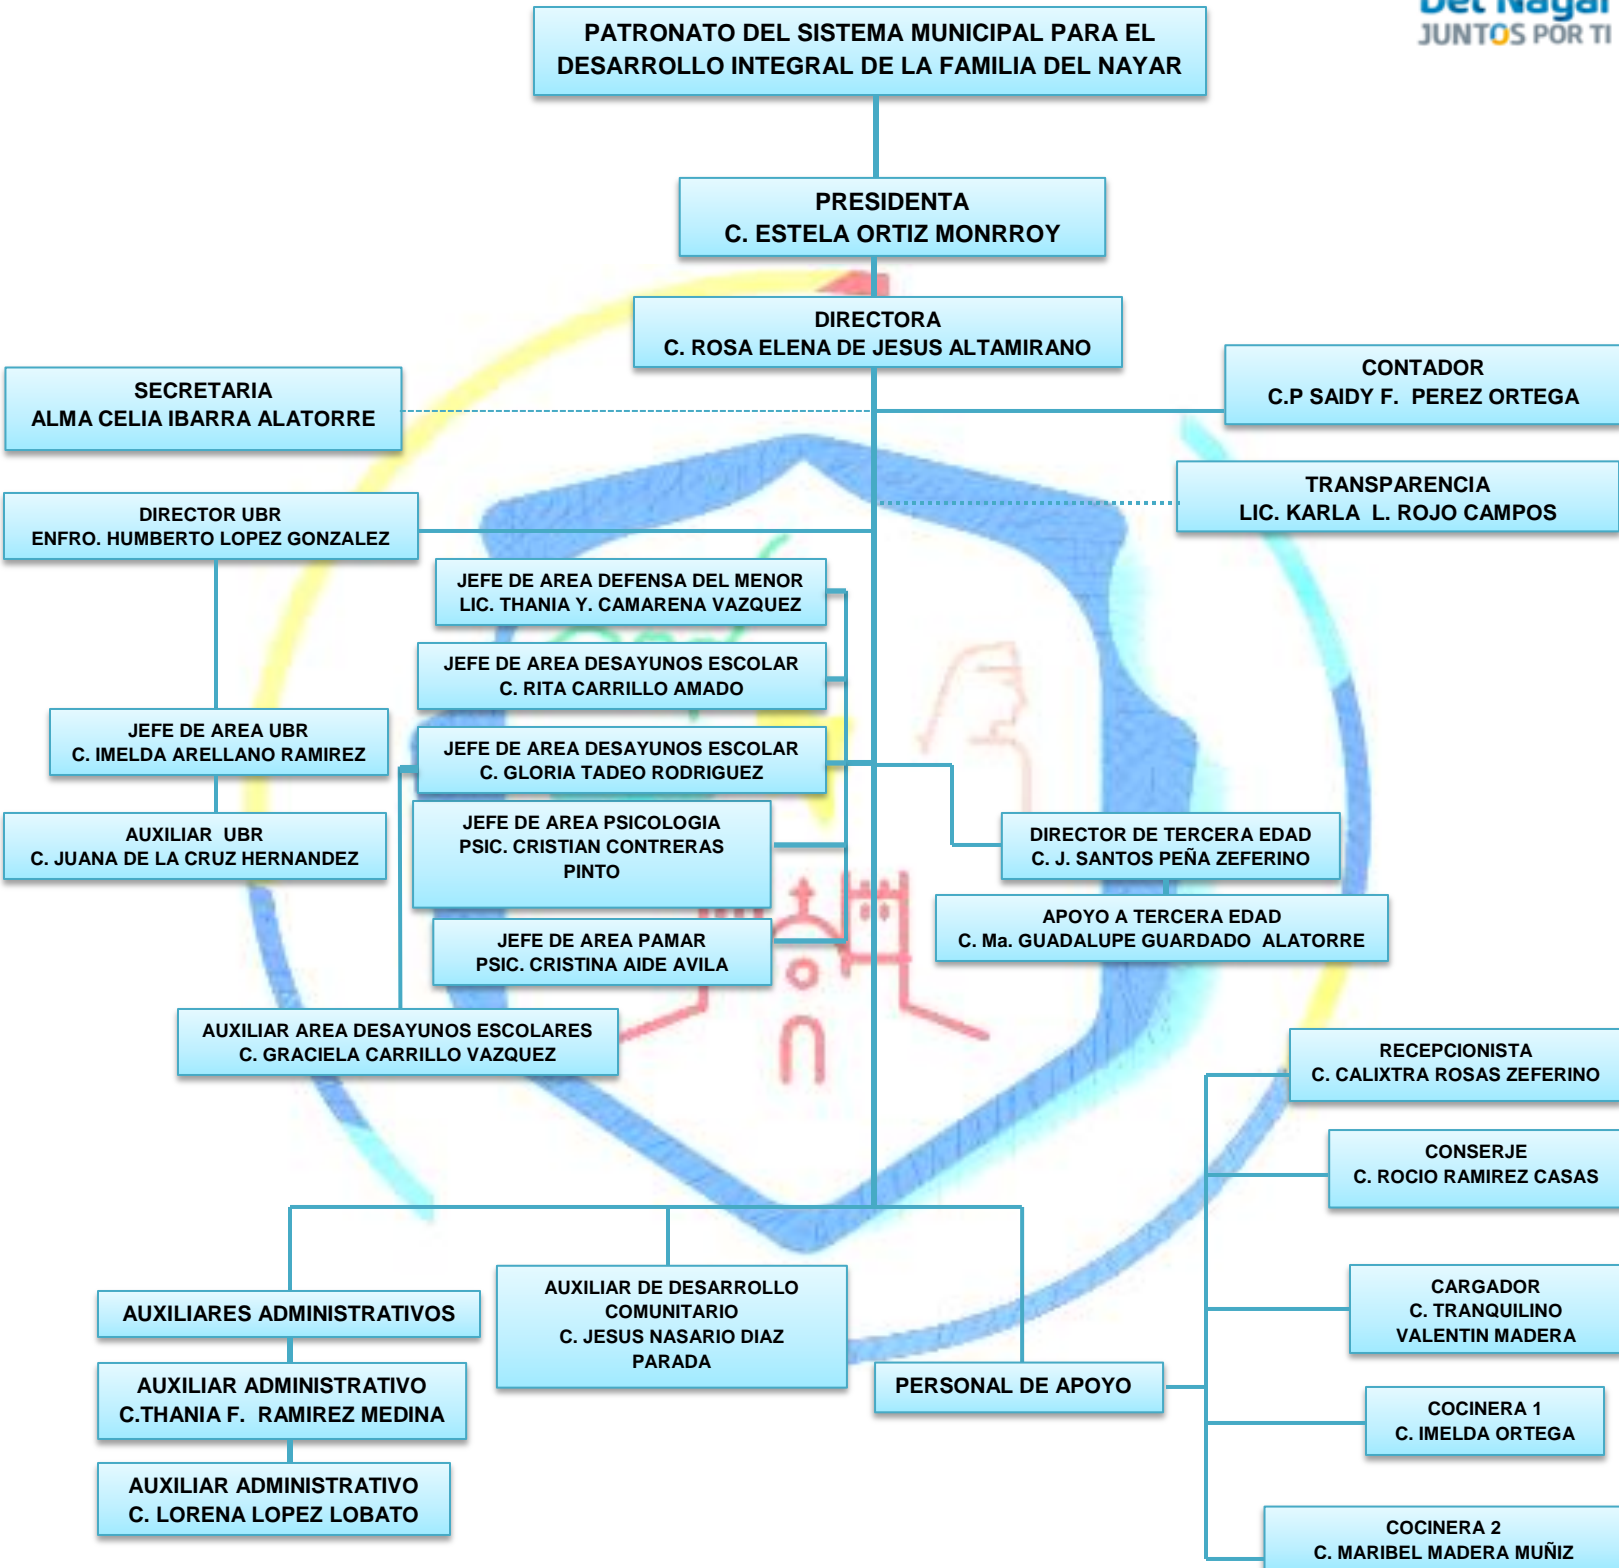 Del Nayar
JUNTOS POR TI
PATRONATO DEL SISTEMA MUNICIPAL PARA EL
DESARROLLO INTEGRAL DE LA FAMILIA DEL NAYAR
PRESIDENTA
C. ESTELA ORTIZ MONRROY
DIRECTORA
C. ROSA ELENA DE JESUS ALTAMIRANO
SECRETARIA
ALMA CELIA IBARRA ALATORRE
CONTADOR
C.P SAIDY F. PEREZ ORTEGA
TRANSPARENCIA
LIC. KARLA L. ROJO CAMPOS
DIRECTOR UBR
ENFRO. HUMBERTO LOPEZ GONZALEZ
JEFE DE AREA DEFENSA DEL MENOR
LIC. THANIA Y. CAMARENA VAZQUEZ
JEFE DE AREA DESAYUNOS ESCOLAR
C. RITA CARRILLO AMADO
JEFE DE AREA UBR
C. IMELDA ARELLANO RAMIREZ
JEFE DE AREA DESAYUNOS ESCOLAR
C. GLORIA TADEO RODRIGUEZ
AUXILIAR UBR
C. JUANA DE LA CRUZ HERNANDEZ
JEFE DE AREA PSICOLOGIA
PSIC. CRISTIAN CONTRERAS
PINTO
DIRECTOR DE TERCERA EDAD
C. J. SANTOS PEÑA ZEFERINO
JEFE DE AREA PAMAR
PSIC. CRISTINA AIDE AVILA
APOYO A TERCERA EDAD
C. Ma. GUADALUPE GUARDADO ALATORRE
AUXILIAR AREA DESAYUNOS ESCOLARES
C. GRACIELA CARRILLO VAZQUEZ
RECEPCIONISTA
C. CALIXTRA ROSAS ZEFERINO
CONSERJE
C. ROCIO RAMIREZ CASAS
AUXILIARES ADMINISTRATIVOS
AUXILIAR DE DESARROLLO
COMUNITARIO
C. JESUS NASARIO DIAZ
PARADA
CARGADOR
C. TRANQUILINO
VALENTIN MADERA
AUXILIAR ADMINISTRATIVO
C.THANIA F. RAMIREZ MEDINA
PERSONAL DE APOYO
COCINERA 1
C. IMELDA ORTEGA
AUXILIAR ADMINISTRATIVO
C. LORENA LOPEZ LOBATO
COCINERA 2
C. MARIBEL MADERA MUÑIZ